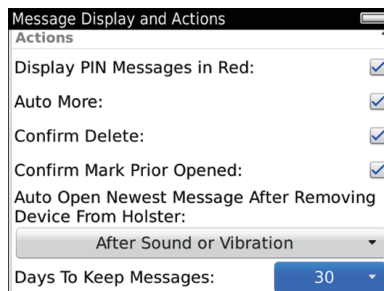 Message Display and Actions
Actions
Display PIN Messages in Red:
Auto More:
Confirm Delete:
Confirm Mark Prior Opened:
Auto Open Newest Message After Removing
Device From Holster:
After Sound or Vibration
Days To Keep Messages:
30